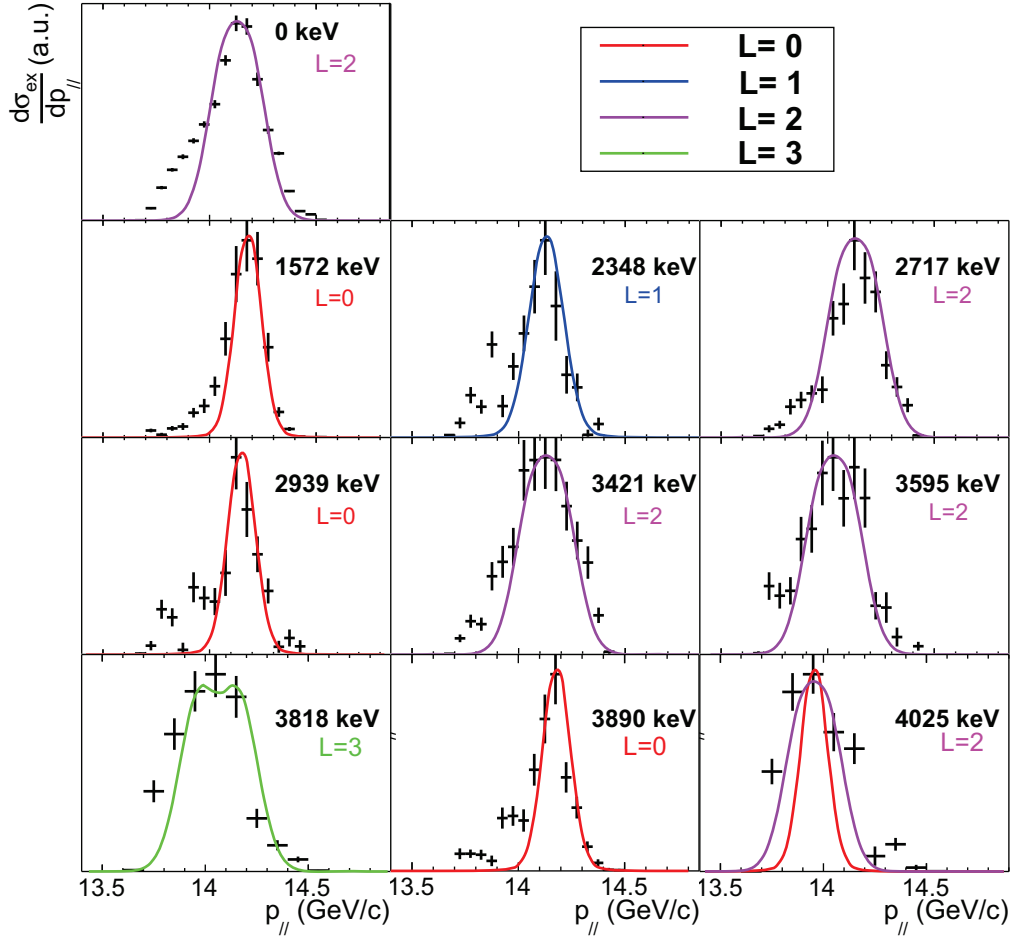 dσex
dp//
(a.u.)
0 keV
L=2
L= 0
L= 1
L= 2
L= 3
1572 keV
L=0
2348 keV
L=1
2717 keV
L=2
2939 keV
L=0
3421 keV
L=2
3595 keV
L=2
3818 keV
L=3
3890 keV
L=0
4025 keV
L=2
13.5 14 14.5 13.5 14 14.5 13.5 14 14.5
p// (GeV/c) p// (GeV/c) p// (GeV/c)